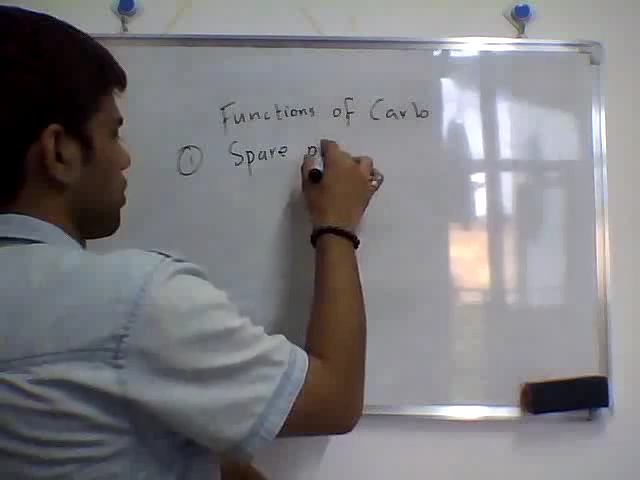 Functions of Carb
① Spare p